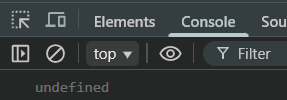 Elements Console Sou
top Filter
undefined